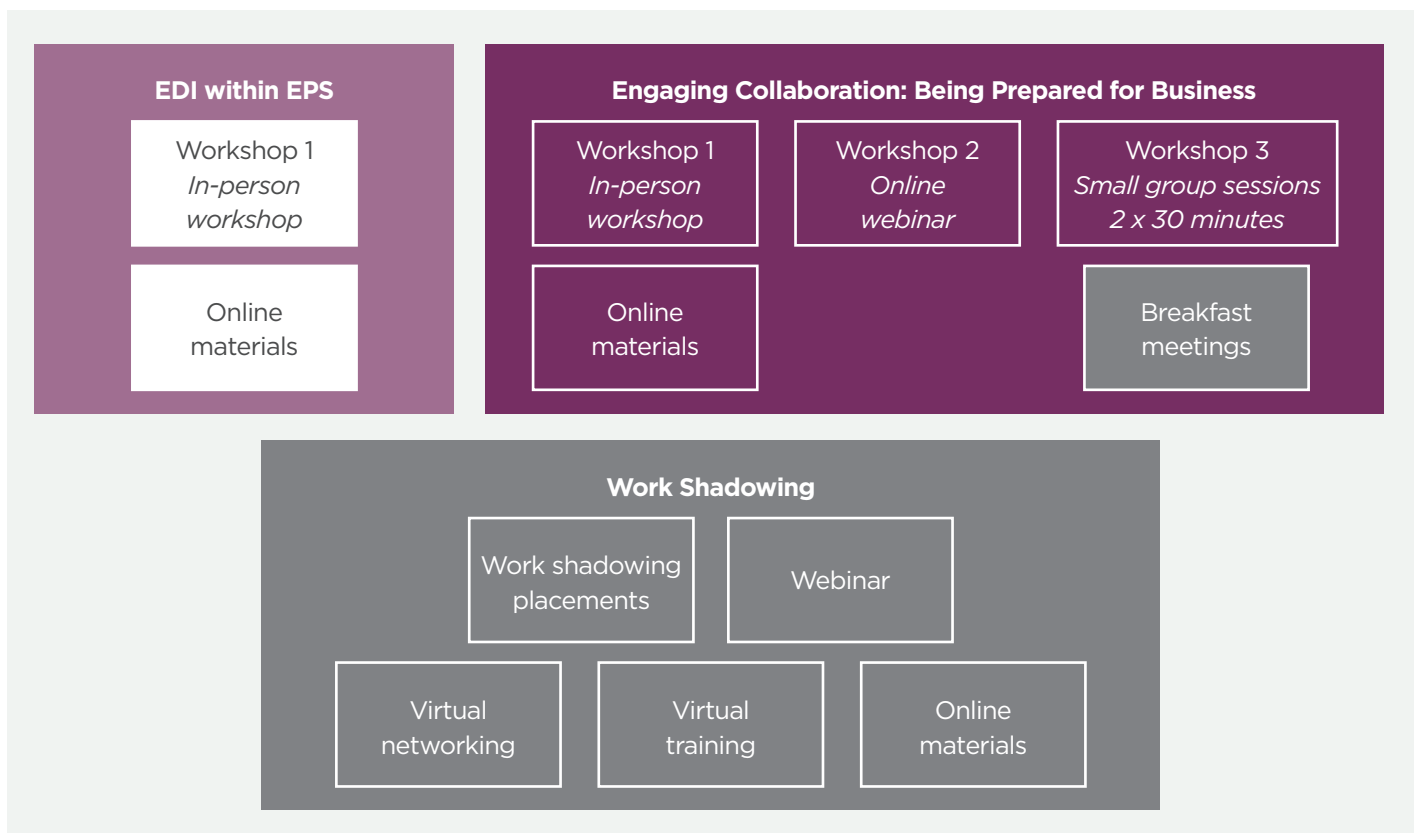 EDI within EPS
Workshop 1
In-person
workshop
Online
materials
Engaging Collaboration: Being Prepared for Business
Workshop 1
In-person
workshop
Workshop 2
Online
webinar
Workshop 3
Small group sessions
2 x 30 minutes
Online
materials
Breakfast
meetings
Work Shadowing
Work shadowing
placements
Webinar
Virtual
networking
Virtual
training
Online
materials